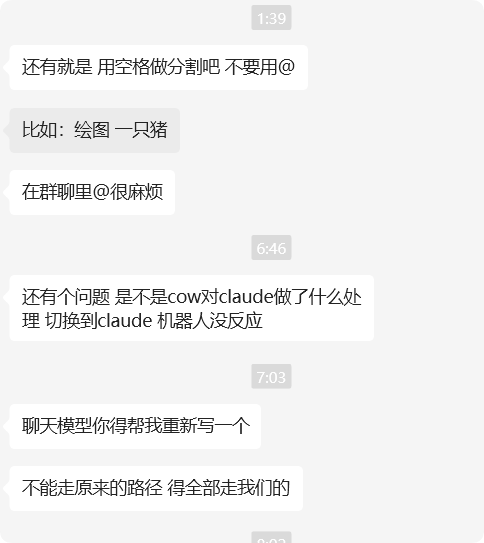 1:39
还有就是 用空格做分割吧 不要用@
比如：绘图 一只猪
在群聊里@很麻烦
6:46
还有个问题 是不是cow对claude做了什么处
理 切换到claude 机器人没反应
7:03
聊天模型你得帮我重新写一个
不能走原来的路径 得全部走我们的